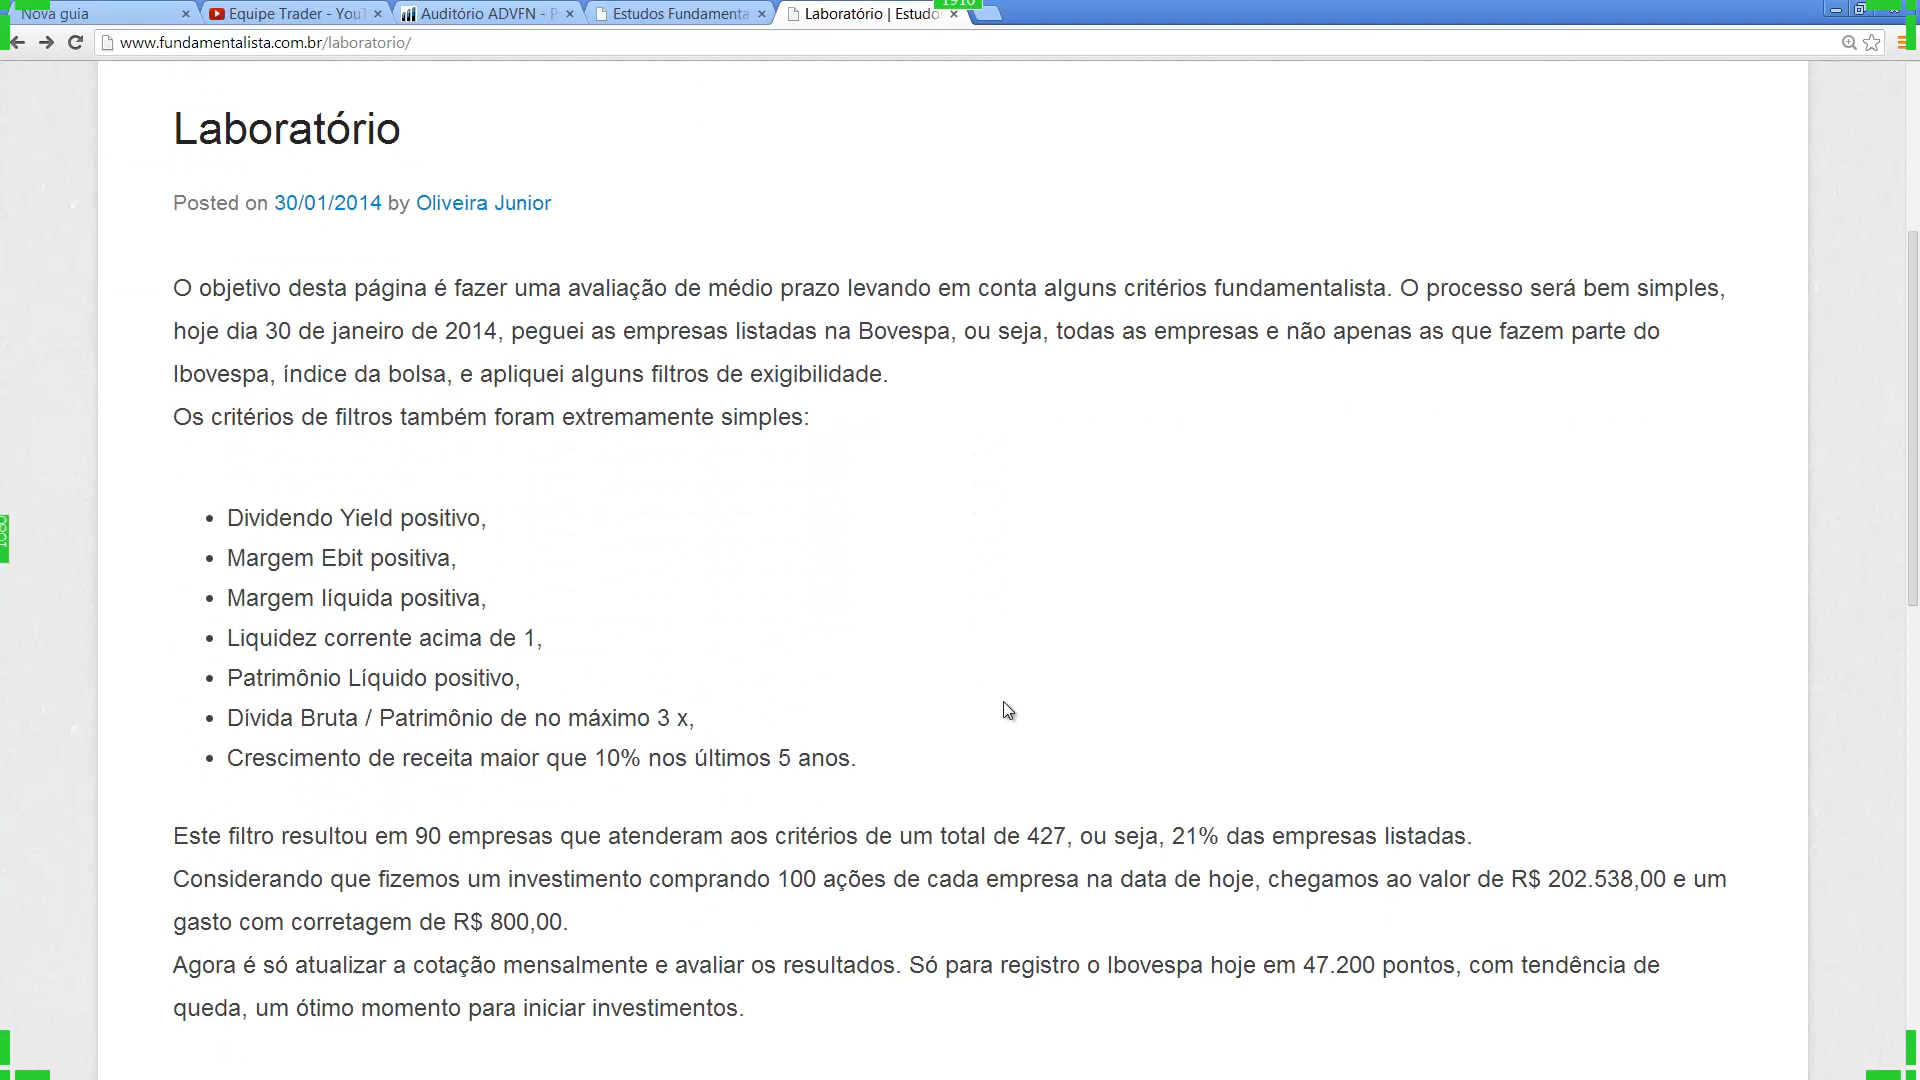 Nova guia
Equipe Trader - You
Auditório ADVFN - P
Estudos Fundamenta
Laboratório | Estudo
1910
www.fundamentalista.com.br/laboratorio/
Laboratório
Posted on 30/01/2014 by Oliveira Junior
O objetivo desta página é fazer uma avaliação de médio prazo levando em conta alguns critérios fundamentalista. O processo será bem simples,
hoje dia 30 de janeiro de 2014, peguei as empresas listadas na Bovespa, ou seja, todas as empresas e não apenas as que fazem parte do
Ibovespa, índice da bolsa, e apliquei alguns filtros de exigibilidade.
Os critérios de filtros também foram extremamente simples:
• Dividendo Yield positivo,
• Margem Ebit positiva,
• Margem líquida positiva,
• Liquidez corrente acima de 1,
• Patrimônio Líquido positivo,
1080
• Dívida Bruta / Patrimônio de no máximo 3 x,
• Crescimento de receita maior que 10% nos últimos 5 anos.
Este filtro resultou em 90 empresas que atenderam aos critérios de um total de 427, ou seja, 21% das empresas listadas.
Considerando que fizemos um investimento comprando 100 ações de cada empresa na data de hoje, chegamos ao valor de R$ 202.538,00 e um
gasto com corretagem de R$ 800,00.
Agora é só atualizar a cotação mensalmente e avaliar os resultados. Só para registro o Ibovespa hoje em 47.200 pontos, com tendência de
queda, um ótimo momento para iniciar investimentos.